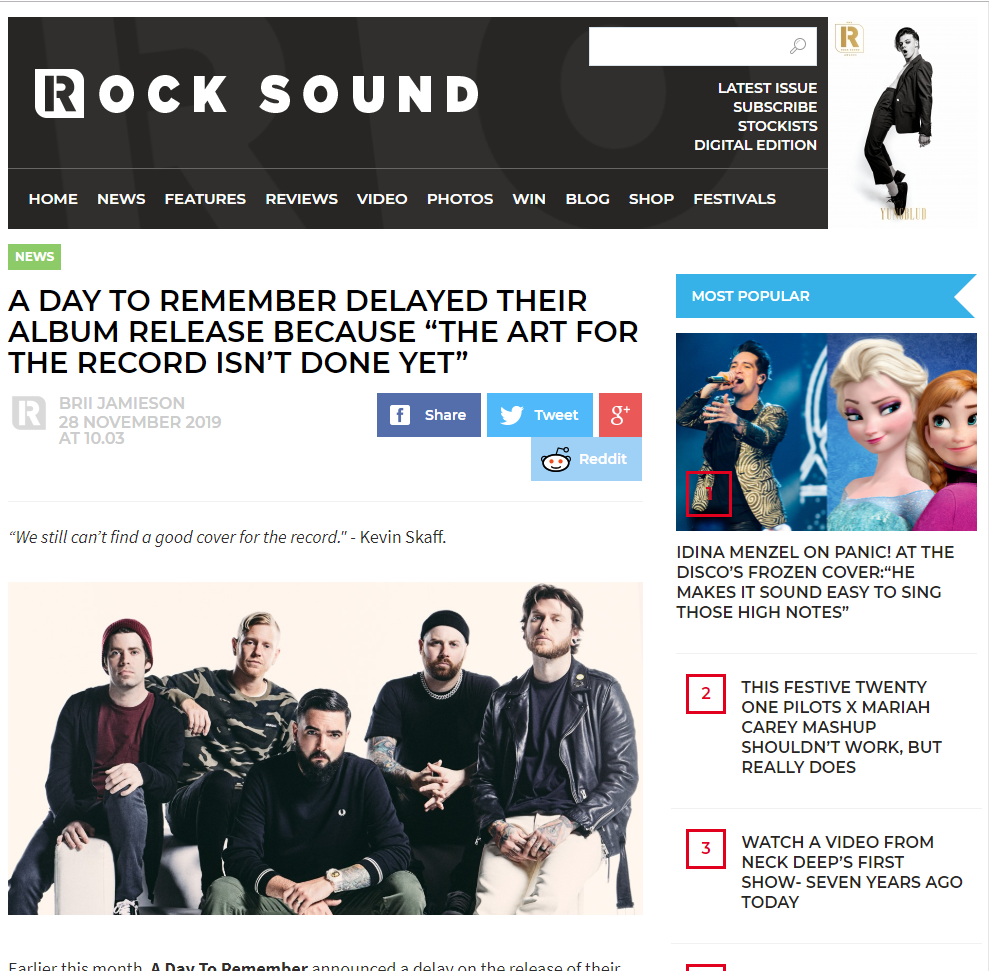 ROCK SOUND
LATEST ISSUE
SUBSCRIBE
STOCKISTS
DIGITAL EDITION
HOME NEWS FEATURES REVIEWS VIDEO PHOTOS WIN BLOG SHOP FESTIVALS
R
YUNGBLUD
NEWS
A DAY TO REMEMBER DELAYED THEIR
ALBUM RELEASE BECAUSE “THE ART FOR
THE RECORD ISN’T DONE YET”
R
BRII JAMIESON
28 NOVEMBER 2019
AT 10.03
f Share Tweet g+
Reddit
“We still can’t find a good cover for the record." - Kevin Skaff.
Earlier this month, A Day To Remember announced a delay on the release of their
MOST POPULAR
1
IDINA MENZEL ON PANIC! AT THE
DISCO’S FROZEN COVER:“HE
MAKES IT SOUND EASY TO SING
THOSE HIGH NOTES”
2 THIS FESTIVE TWENTY
ONE PILOTS X MARIAH
CAREY MASHUP
SHOULDN’T WORK, BUT
REALLY DOES
3 WATCH A VIDEO FROM
NECK DEEP’S FIRST
SHOW- SEVEN YEARS AGO
TODAY